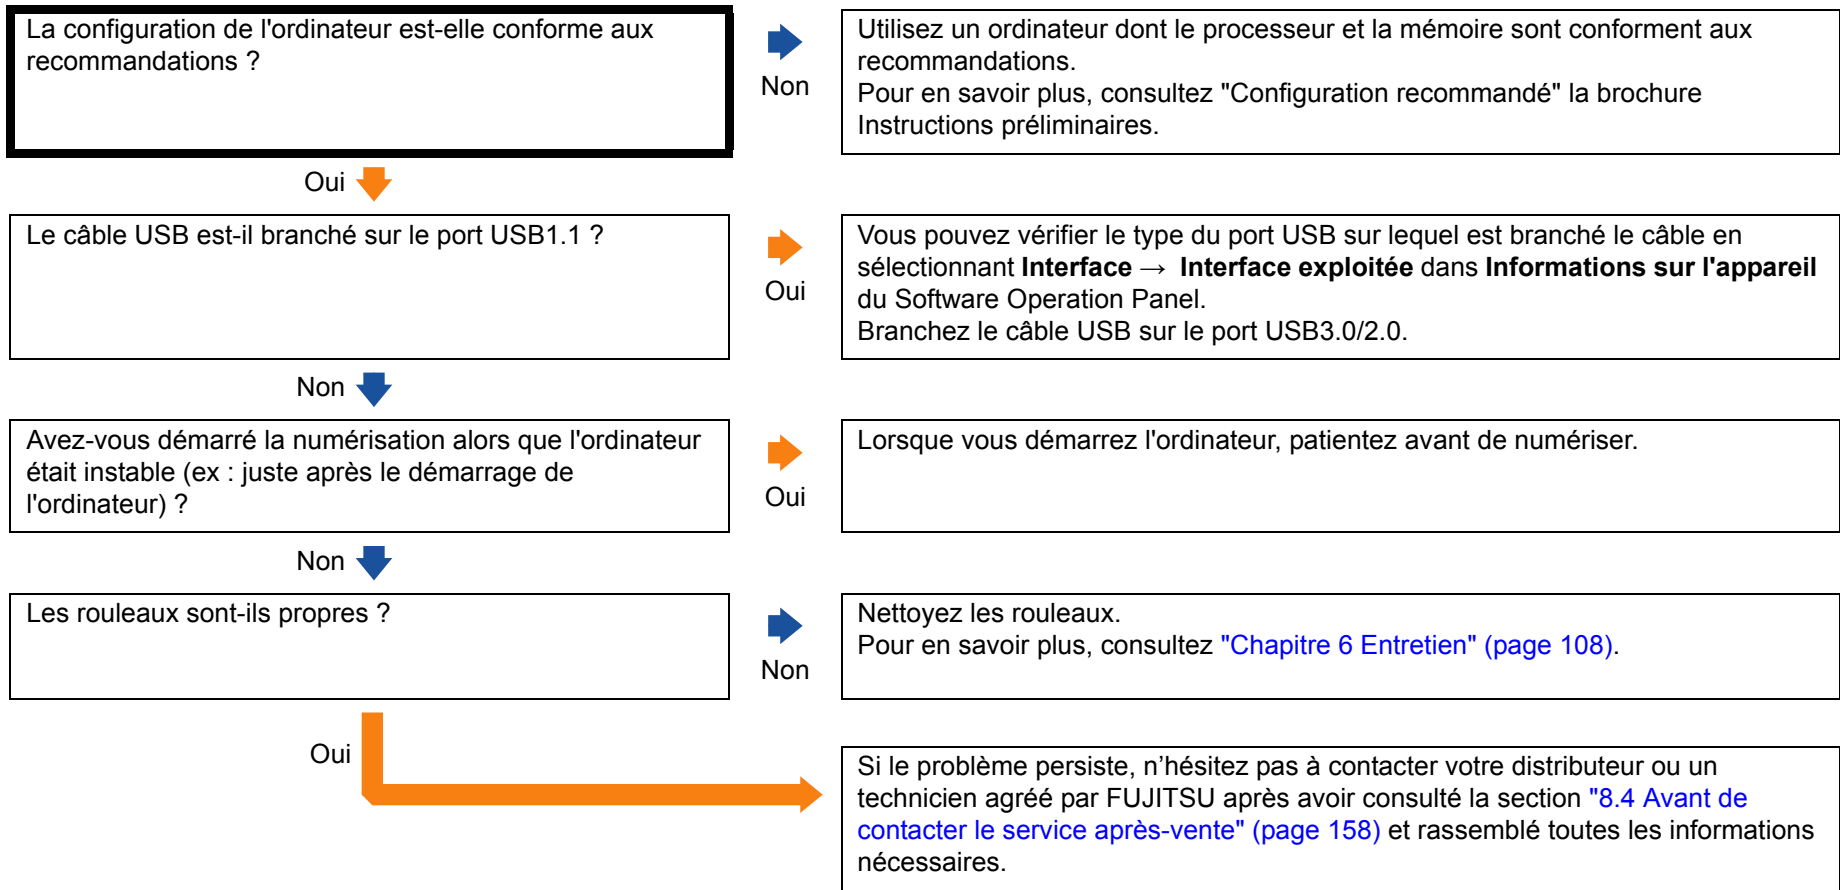 La configuration de l'ordinateur est-elle conforme aux
recommandations ?
Non
Utilisez un ordinateur dont le processeur et la mémoire sont conforment aux
recommandations.
Pour en savoir plus, consultez "Configuration recommandé" la brochure
Instructions préliminaires.
Oui
Le câble USB est-il branché sur le port USB1.1 ?
Oui
Vous pouvez vérifier le type du port USB sur lequel est branché le câble en
sélectionnant Interface → Interface exploitée dans Informations sur l'appareil
du Software Operation Panel.
Branchez le câble USB sur le port USB3.0/2.0.
Non
Avez-vous démarré la numérisation alors que l'ordinateur
était instable (ex : juste après le démarrage de
l'ordinateur) ?
Oui
Lorsque vous démarrez l'ordinateur, patientez avant de numériser.
Non
Les rouleaux sont-ils propres ?
Non
Nettoyez les rouleaux.
Pour en savoir plus, consultez "Chapitre 6 Entretien" (page 108).
Oui
Si le problème persiste, n’hésitez pas à contacter votre distributeur ou un
technicien agréé par FUJITSU après avoir consulté la section "8.4 Avant de
contacter le service après-vente" (page 158) et rassemblé toutes les informations
nécessaires.